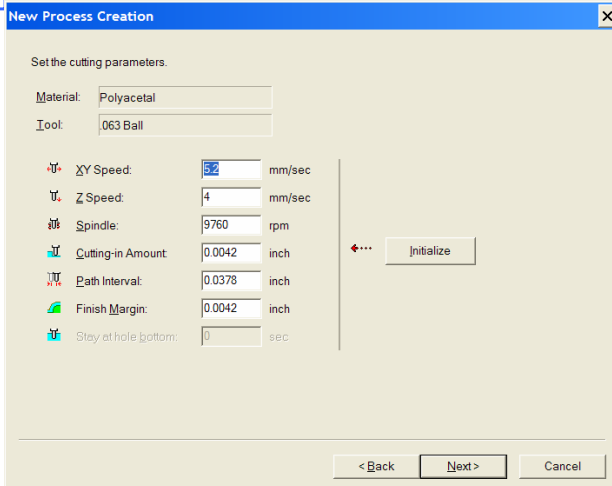 New Process Creation
Set the cutting parameters.
Material: Polyacetal
Tool: .063 Ball
XY Speed: 5.2 mm/sec
Z Speed: 4 mm/sec
Spindle: 9760 rpm
Cutting-in Amount: 0.0042 inch
Initialize
Path Interval: 0.0378 inch
Finish Margin: 0.0042 inch
Stay at hole bottom: 0 sec
< Back Next > Cancel